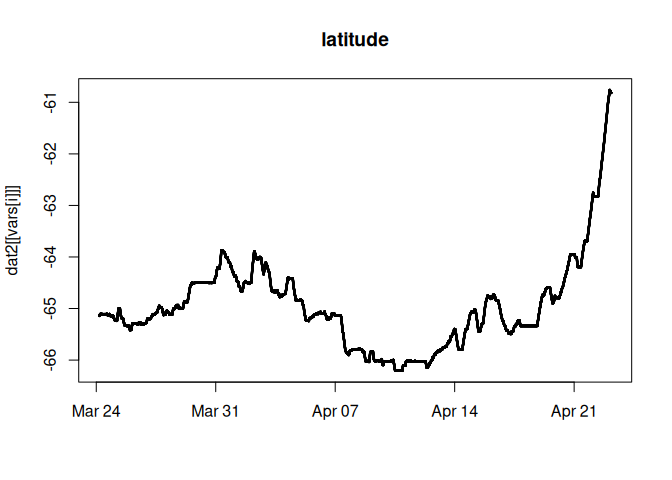 latitude
dat2[[vars[i]]]
-61
-62
-63
-64
-65
-66
Mar 24
Mar 31
Apr 07
Apr 14
Apr 21